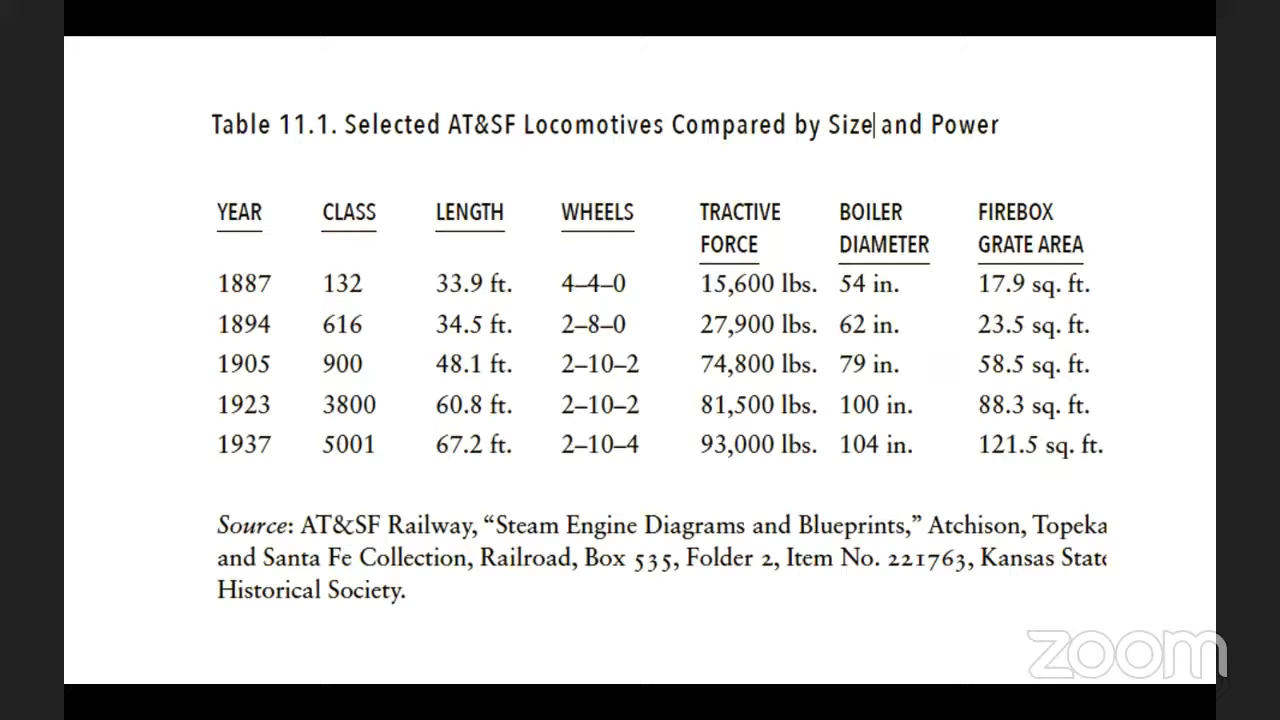 Table 11.1. Selected AT&SF Locomotives Compared by Size and Power
YEAR CLASS LENGTH WHEELS TRACTIVE FORCE BOILER DIAMETER FIREBOX GRATE AREA
1887 132 33.9 ft. 4–4–0 15,600 lbs. 54 in. 17.9 sq. ft.
1894 616 34.5 ft. 2–8–0 27,900 lbs. 62 in. 23.5 sq. ft.
1905 900 48.1 ft. 2–10–2 74,800 lbs. 79 in. 58.5 sq. ft.
1923 3800 60.8 ft. 2–10–2 81,500 lbs. 100 in. 88.3 sq. ft.
1937 5001 67.2 ft. 2–10–4 93,000 lbs. 104 in. 121.5 sq. ft.
Source: AT&SF Railway, “Steam Engine Diagrams and Blueprints,” Atchison, Topeka
and Santa Fe Collection, Railroad, Box 535, Folder 2, Item No. 221763, Kansas State
Historical Society.
zoom